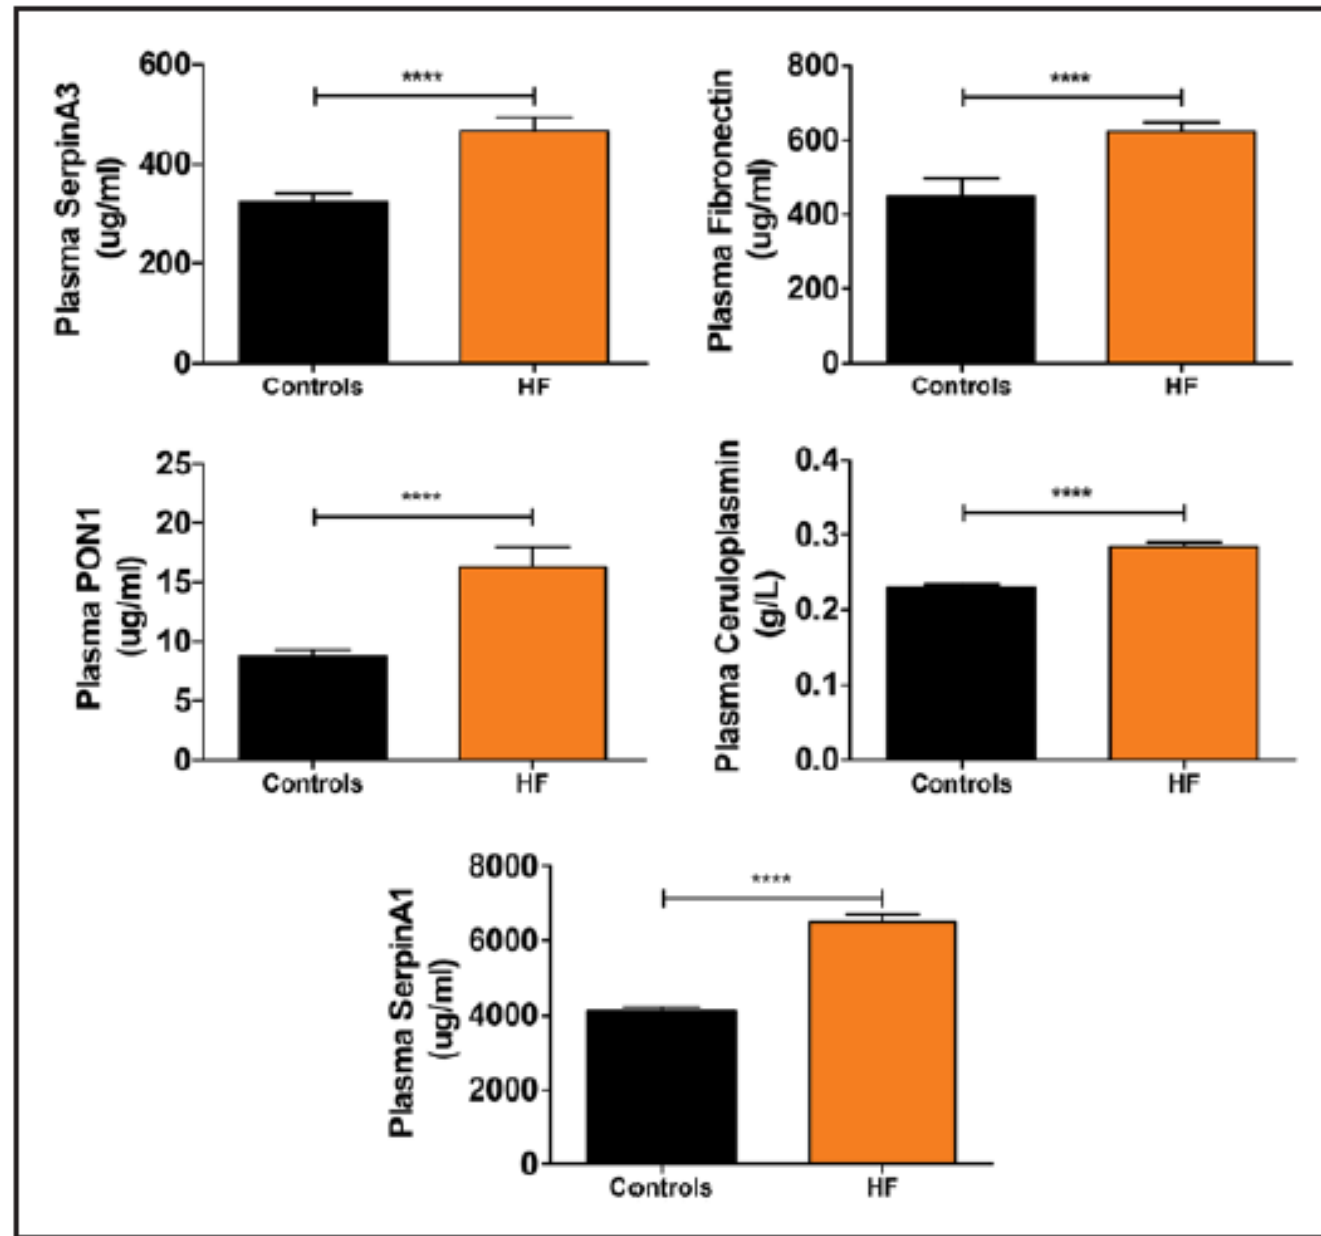 Plasma SerpinA3
(ug/ml)
600
400
200
0
****
Controls
HF
Plasma Fibronectin
(ug/ml)
800
600
400
200
0
****
Controls
HF
Plasma PON1
(ug/ml)
25
20
15
10
5
0
****
Controls
HF
Plasma Ceruloplasmin
(g/L)
0.4
0.3
0.2
0.1
0.0
****
Controls
HF
Plasma SerpinA1
(ug/ml)
8000
6000
4000
2000
0
****
Controls
HF